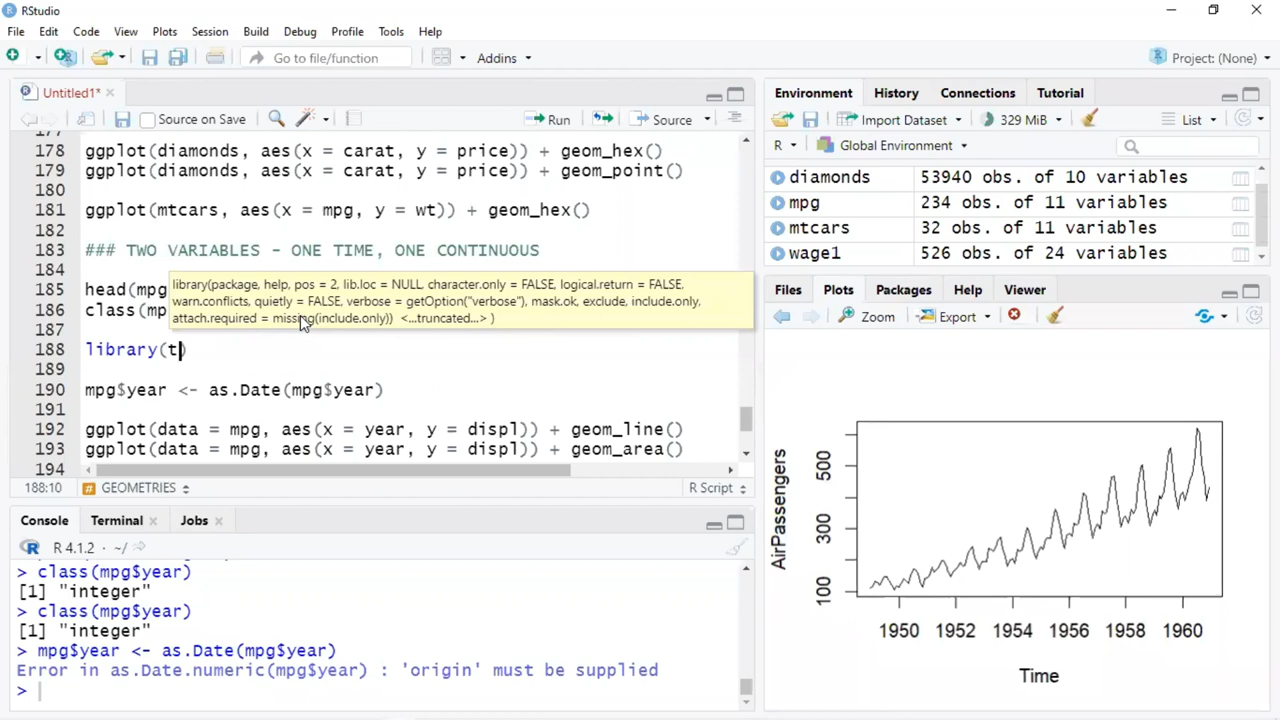 RStudio
File Edit Code View Plots Session Build Debug Profile Tools Help
Go to file/function Addins Project: (None)
Untitled1*
Source on Save Run Source
177
178 ggplot(diamonds, aes(x = carat, y = price)) + geom_hex()
179 ggplot(diamonds, aes(x = carat, y = price)) + geom_point()
180
181 ggplot(mtcars, aes(x = mpg, y = wt)) + geom_hex()
182
183 ### TWO VARIABLES - ONE TIME, ONE CONTINUOUS
184
library(package, help, pos = 2, lib.loc = NULL, character.only = FALSE, logical.return = FALSE,
warn.conflicts, quietly = FALSE, verbose = getOption("verbose"), mask.ok, exclude, include.only,
attach.required = missing(include.only)) <...truncated...> )
185 head(mpg
186 class(mp
187
188 library(t)
189
190 mpg$year <- as.Date(mpg$year)
191
192 ggplot(data = mpg, aes(x = year, y = displ)) + geom_line()
193 ggplot(data = mpg, aes(x = year, y = displ)) + geom_area()
194
188:10 GEOMETRIES R Script
Console Terminal Jobs
R 4.1.2 · ~/
> class(mpg$year)
[1] "integer"
> class(mpg$year)
[1] "integer"
> mpg$year <- as.Date(mpg$year)
Error in as.Date.numeric(mpg$year) : 'origin' must be supplied
>
Environment History Connections Tutorial
Import Dataset 329 MiB List
R Global Environment
diamonds 53940 obs. of 10 variables
mpg 234 obs. of 11 variables
mtcars 32 obs. of 11 variables
wage1 526 obs. of 24 variables
Files Plots Packages Help Viewer
Zoom Export
AirPassengers
500
300
100
1950 1952 1954 1956 1958 1960
Time